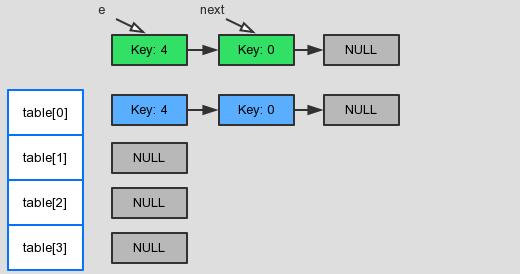 e next
Key: 4 Key: 0 NULL
table[0] Key: 4 Key: 0 NULL
table[1] NULL
table[2] NULL
table[3] NULL